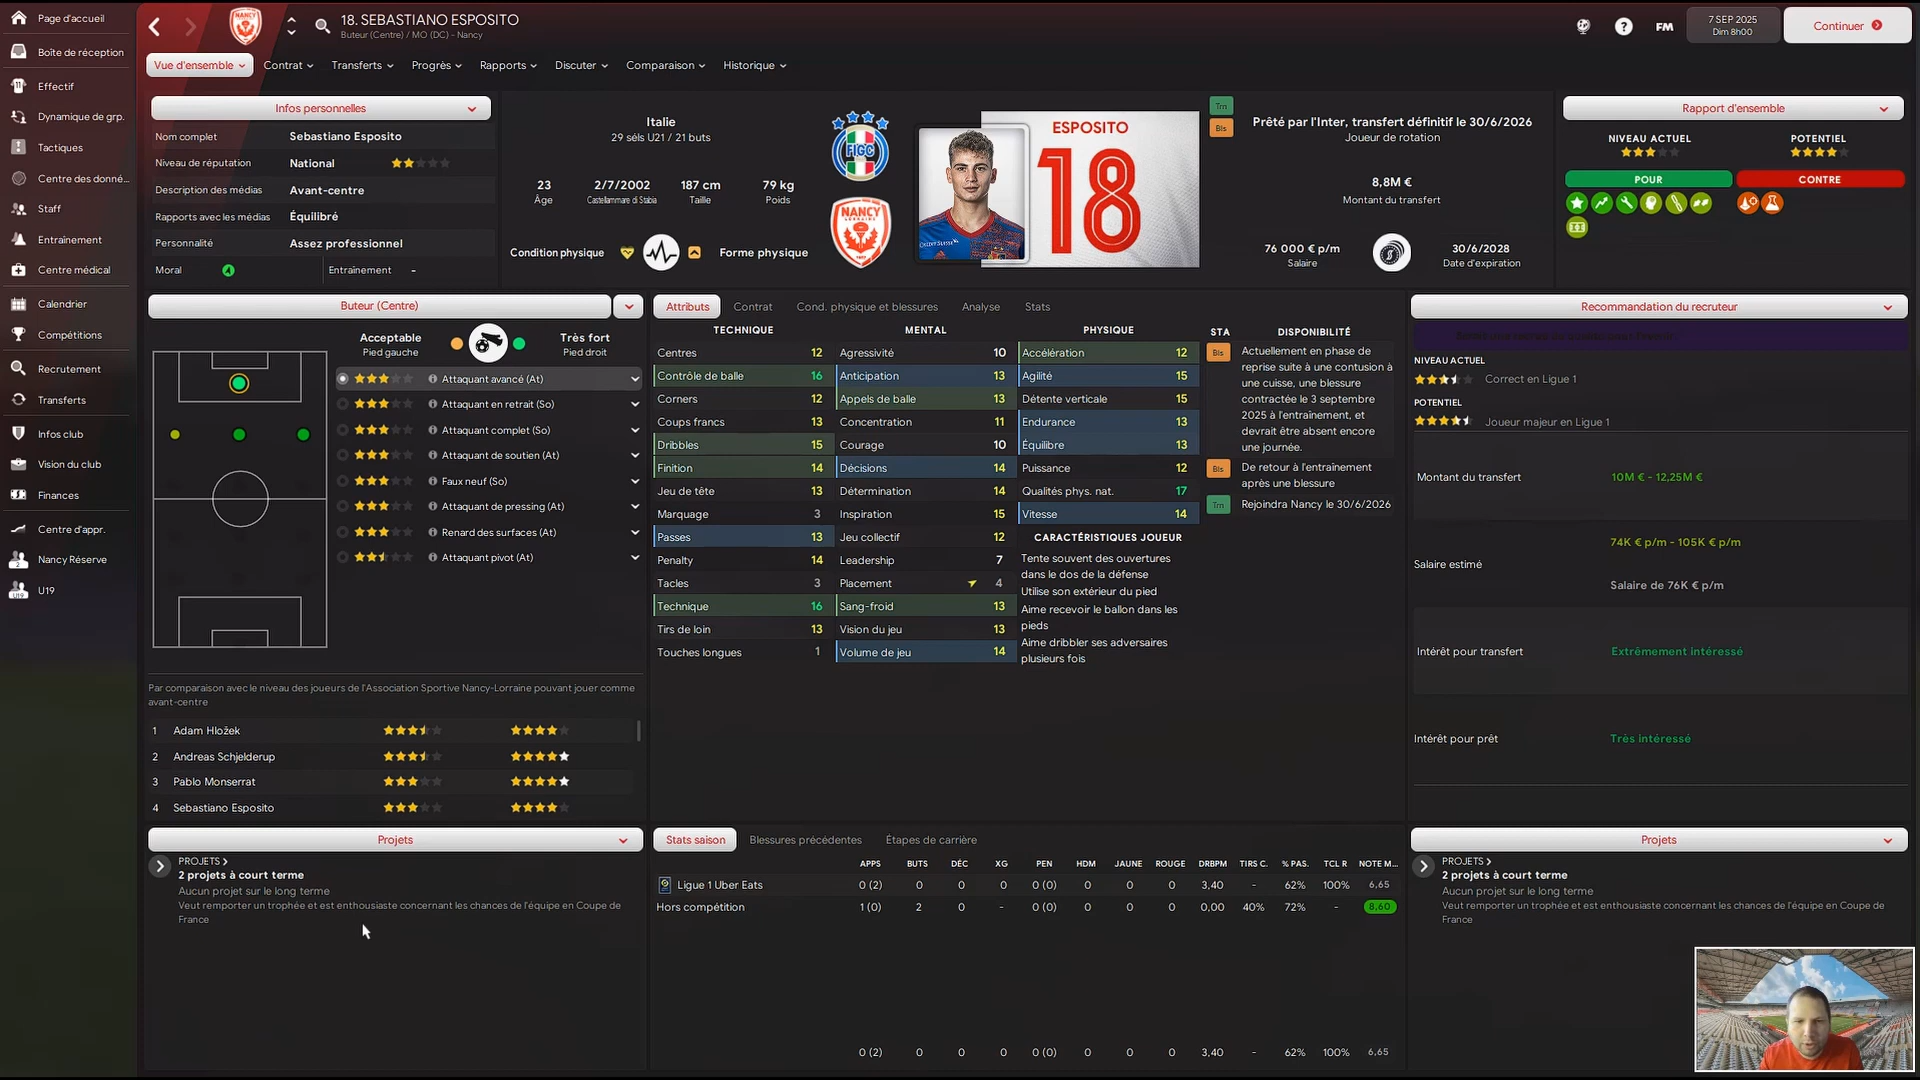 Page d'accueil
Boîte de réception
Effectif
Dynamique de grp.
Tactiques
Centre des donné...
Staff
Entraînement
Centre médical
Calendrier
Compétitions
Recrutement
Transferts
Infos club
Vision du club
Finances
Centre d'appr.
Nancy Réserve
U19
18. SEBASTIANO ESPOSITO
Buteur (Centre) / MO (DC) - Nancy
FM
7 SEP 2025
Dim 8h00
Continuer
Vue d'ensemble
Contrat
Transferts
Progrès
Rapports
Discuter
Comparaison
Historique
Infos personnelles
Nom complet Sebastiano Esposito
Niveau de réputation National
Description des médias Avant-centre
Rapports avec les médias Équilibré
Personnalité Assez professionnel
Moral
Entraînement -
Italie
29 séls U21 / 21 buts
23 2/7/2002 187 cm 79 kg
Âge Castellammare di Stabia Taille Poids
Condition physique
Forme physique
FIGC
NANCY
LORRAINE
ESPOSITO
18
Trn
Bls
Prêté par l'Inter, transfert définitif le 30/6/2026
Joueur de rotation
8,8M €
Montant du transfert
76 000 € p/m
Salaire
30/6/2028
Date d'expiration
Rapport d'ensemble
NIVEAU ACTUEL POTENTIEL
POUR CONTRE
Buteur (Centre)
Acceptable
Pied gauche
Très fort
Pied droit
Attaquant avancé (At)
Attaquant en retrait (So)
Attaquant complet (So)
Attaquant de soutien (At)
Faux neuf (So)
Attaquant de pressing (At)
Renard des surfaces (At)
Attaquant pivot (At)
Par comparaison avec le niveau des joueurs de l'Association Sportive Nancy-Lorraine pouvant jouer comme
avant-centre
1 Adam Hložek
2 Andreas Schjelderup
3 Pablo Monserrat
4 Sebastiano Esposito
Attributs Contrat Cond. physique et blessures Analyse Stats
TECHNIQUE
Centres 12
Contrôle de balle 16
Corners 12
Coups francs 13
Dribbles 15
Finition 14
Jeu de tête 13
Marquage 3
Passes 13
Penalty 14
Tacles 3
Technique 16
Tirs de loin 13
Touches longues 1
MENTAL
Agressivité 10
Anticipation 13
Appels de balle 13
Concentration 11
Courage 10
Décisions 14
Détermination 14
Inspiration 15
Jeu collectif 12
Leadership 7
Placement 4
Sang-froid 13
Vision du jeu 13
Volume de jeu 14
PHYSIQUE
Accélération 12
Agilité 15
Détente verticale 15
Endurance 13
Équilibre 13
Puissance 12
Qualités phys. nat. 17
Vitesse 14
CARACTÉRISTIQUES JOUEUR
Tente souvent des ouvertures
dans le dos de la défense
Utilise son extérieur du pied
Aime recevoir le ballon dans les
pieds
Aime dribbler ses adversaires
plusieurs fois
STA DISPONIBILITÉ
Bls
Actuellement en phase de
reprise suite à une contusion à
une cuisse, une blessure
contractée le 3 septembre
2025 à l'entraînement, et
devrait être absent encore
une journée.
Bls
De retour à l'entraînement
après une blessure
Trn
Rejoindra Nancy le 30/6/2026
Recommandation du recruteur
NIVEAU ACTUEL
Correct en Ligue 1
POTENTIEL
Joueur majeur en Ligue 1
Montant du transfert 10M € - 12,25M €
74K € p/m - 105K € p/m
Salaire estimé
Salaire de 76K € p/m
Intérêt pour transfert Extrêmement intéressé
Intérêt pour prêt Très intéressé
Projets
PROJETS
2 projets à court terme
Aucun projet sur le long terme
Veut remporter un trophée et est enthousiaste concernant les chances de l'équipe en Coupe de
France
Stats saison Blessures précédentes Étapes de carrière
APPS BUTS DÉC XG PEN HDM JAUNE ROUGE DRBPM TIRS C. % PAS. TCL R NOTE M...
Ligue 1 Uber Eats 0 (2) 0 0 0 0 (0) 0 0 0 3,40 - 62% 100% 6,65
Hors compétition 1 (0) 2 0 - 0 (0) 0 0 0 0,00 40% 72% - 8,60
0 (2) 0 0 0 0 (0) 0 0 0 3,40 - 62% 100% 6,65
Projets
PROJETS
2 projets à court terme
Aucun projet sur le long terme
Veut remporter un trophée et est enthousiaste concernant les chances de l'équipe en Coupe de
France